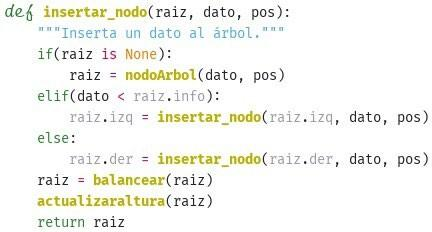 def insertar_nodo(raiz, dato, pos):
    """Inserta un dato al árbol."""
    if(raiz is None):
        raiz = nodoArbol(dato, pos)
    elif(dato < raiz.info):
        raiz.izq = insertar_nodo(raiz.izq, dato, pos)
    else:
        raiz.der = insertar_nodo(raiz.der, dato, pos)
    raiz = balancear(raiz)
    actualizaraltura(raiz)
    return raiz